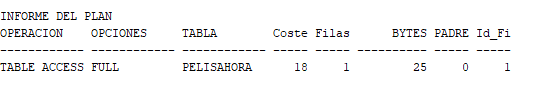 INFORME DEL PLAN
OPERACION    OPCIONES     TABLA        Coste Filas      BYTES PADRE Id_Fi
------------ ------------ ------------ ----- ----- ---------- ----- -----
TABLE ACCESS FULL         PELISAHORA      18     1         25     0     1